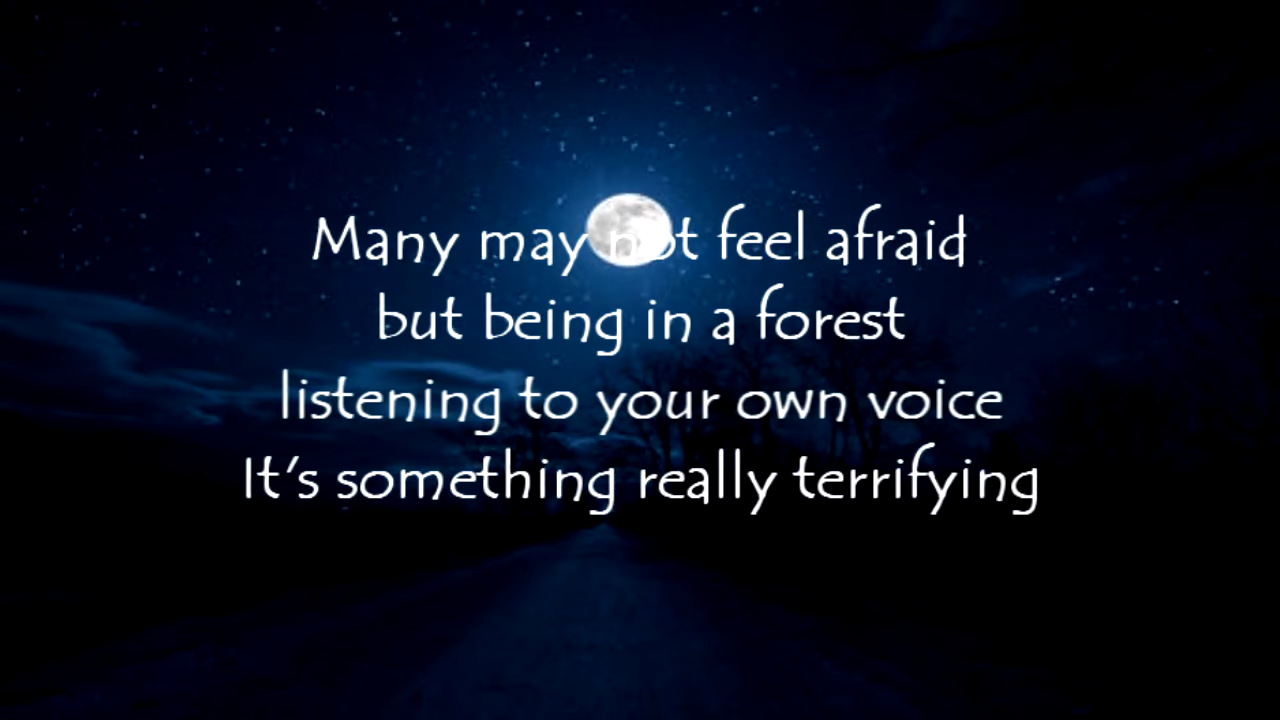 Many may not feel afraid
but being in a forest
listening to your own voice
It's something really terrifying